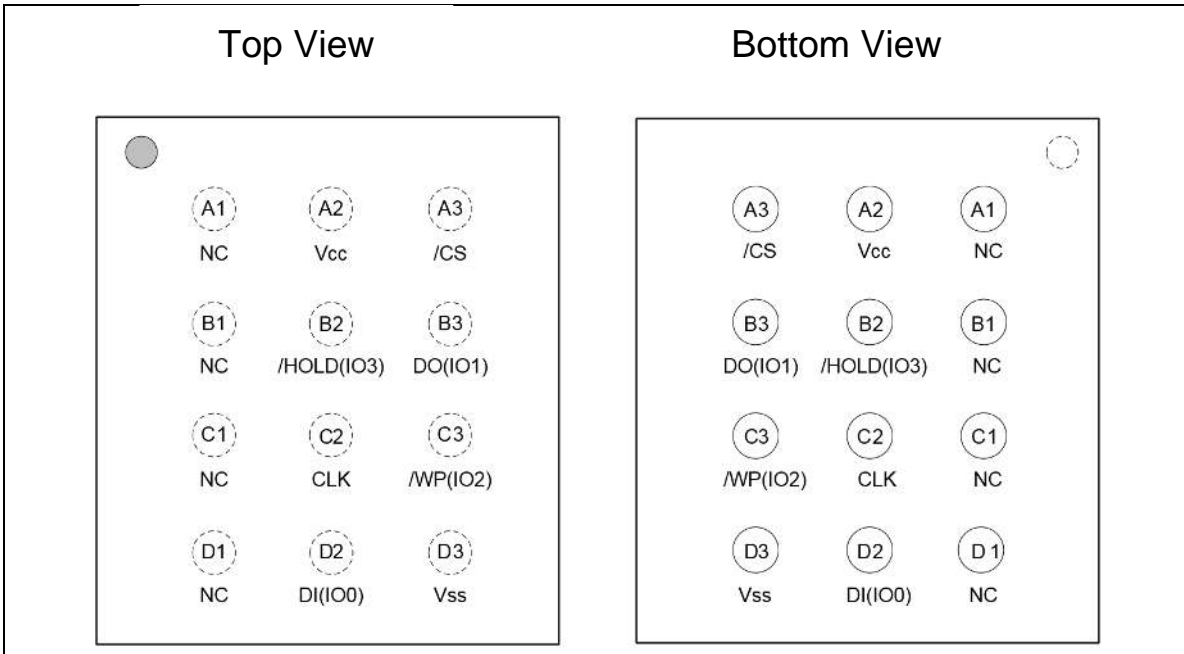 Top View Bottom View
A1 A2 A3 A3 A2 A1
NC Vcc /CS /CS Vcc NC
B1 B2 B3 B3 B2 B1
NC /HOLD(IO3) DO(IO1) DO(IO1) /HOLD(IO3) NC
C1 C2 C3 C3 C2 C1
NC CLK /WP(IO2) /WP(IO2) CLK NC
D1 D2 D3 D3 D2 D 1
NC DI(IO0) Vss Vss DI(IO0) NC